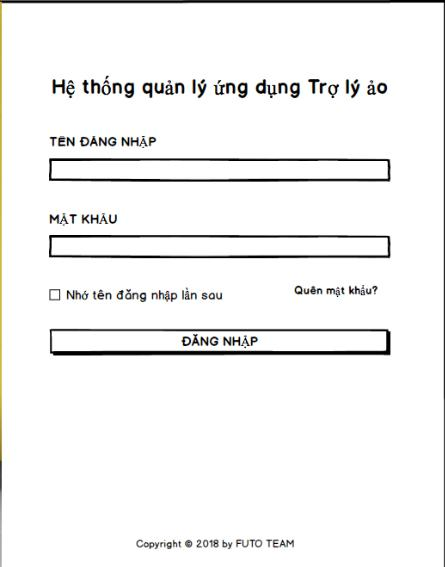 Hệ thống quản lý ứng dụng Trợ lý ảo
TÊN ĐĂNG NHẬP
MẬT KHẨU
Nhớ tên đăng nhập lần sau
Quên mật khẩu?
ĐĂNG NHẬP
Copyright © 2018 by FUTO TEAM